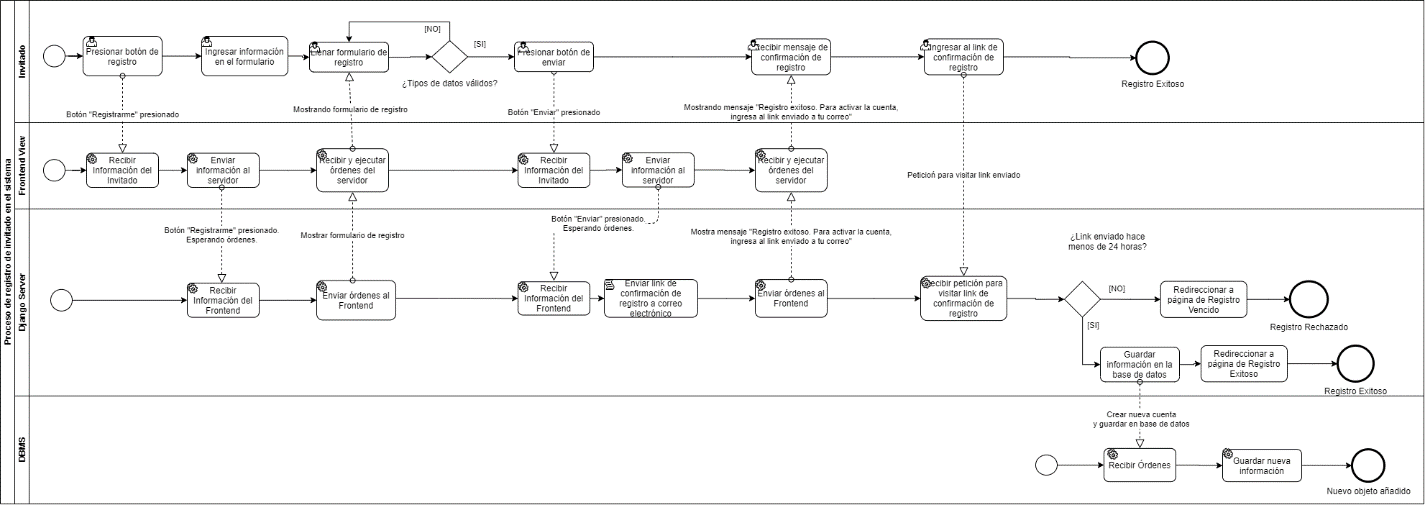 Proceso de registro de invitado en el sistema
Invitado
Presionar botón de
registro
Ingresar información
en el formulario
Llenar formulario de
registro
[NO]
[SI]
¿Tipos de datos válidos?
Presionar botón de
enviar
Recibir mensaje de
confirmación de
registro
Ingresar al link de
confirmación de
registro
Registro Exitoso
Botón "Registrarme" presionado
Mostrando formulario de registro
Botón "Enviar" presionado
Mostrando mensaje "Registro exitoso. Para activar la cuenta,
ingresa al link enviado a tu correo"
Frontend View
Recibir
Información del
Invitado
Enviar
información al
servidor
Recibir y ejecutar
órdenes del
servidor
Recibir
Información del
Invitado
Enviar
información al
servidor
Recibir y ejecutar
órdenes del
servidor
Petición para visitar link enviado
Botón "Registrarme" presionado.
Esperando órdenes.
Mostrar formulario de registro
Botón "Enviar" presionado.
Esperando órdenes.
Mostra mensaje "Registro exitoso. Para activar la cuenta,
ingresa al link enviado a tu correo"
Django Server
Recibir
Información del
Frontend
Enviar órdenes al
Frontend
Recibir
Información del
Frontend
Enviar link de
confirmación de
registro a correo
electrónico
Enviar órdenes al
Frontend
Recibir petición para
visitar link de
confirmación de
registro
¿Link enviado hace
menos de 24 horas?
[NO]
[SI]
Redireccionar a
página de Registro
Vencido
Registro Rechazado
Guardar
información en la
base de datos
Redireccionar a
página de Registro
Exitoso
Registro Exitoso
Crear nueva cuenta
y guardar en base de datos
DBMS
Recibir Órdenes
Guardar nueva
información
Nuevo objeto añadido